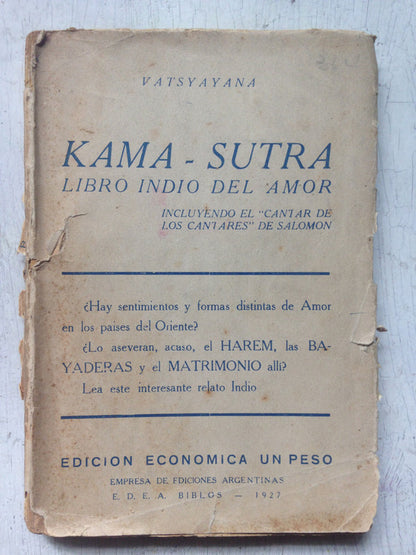 VATSYAYANA
KAMA - SUTRA
LIBRO INDIO DEL AMOR
INCLUYENDO EL "CANTAR DE
LOS CANTARES" DE SALOMON
¿Hay sentimientos y formas distintas de Amor
en los paises del Oriente?
¿Lo aseveran, acaso, el HAREM, las BA-
YADERAS y el MATRIMONIO allí?
Lea este interesante relato Indio
EDICION ECONOMICA UN PESO
EMPRESA DE EDICIONES ARGENTINAS
E. D. E. A. BIBLOS — 1927